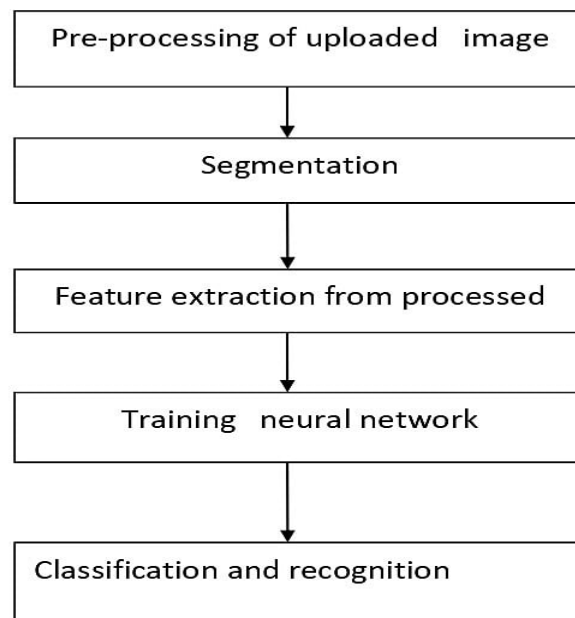 Pre-processing of uploaded image
Segmentation
Feature extraction from processed
Training neural network
Classification and recognition